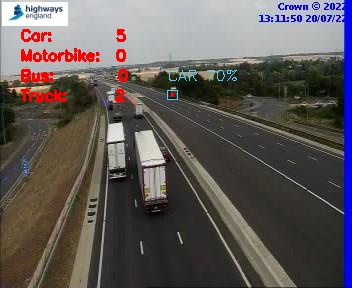 highways
england
Crown © 2022
13:11:50 20/07/22
Car: 5
Motorbike: 0
Bus: 0
Truck: 2
CAR 70%